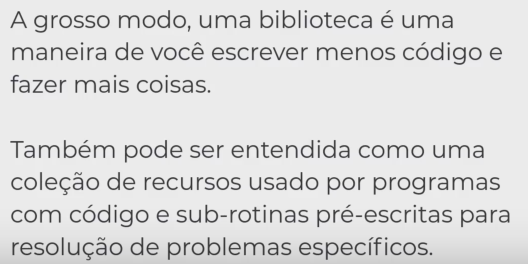 A grosso modo, uma biblioteca é uma
maneira de você escrever menos código e
fazer mais coisas.
Também pode ser entendida como uma
coleção de recursos usado por programas
com código e sub-rotinas pré-escritas para
resolução de problemas específicos.